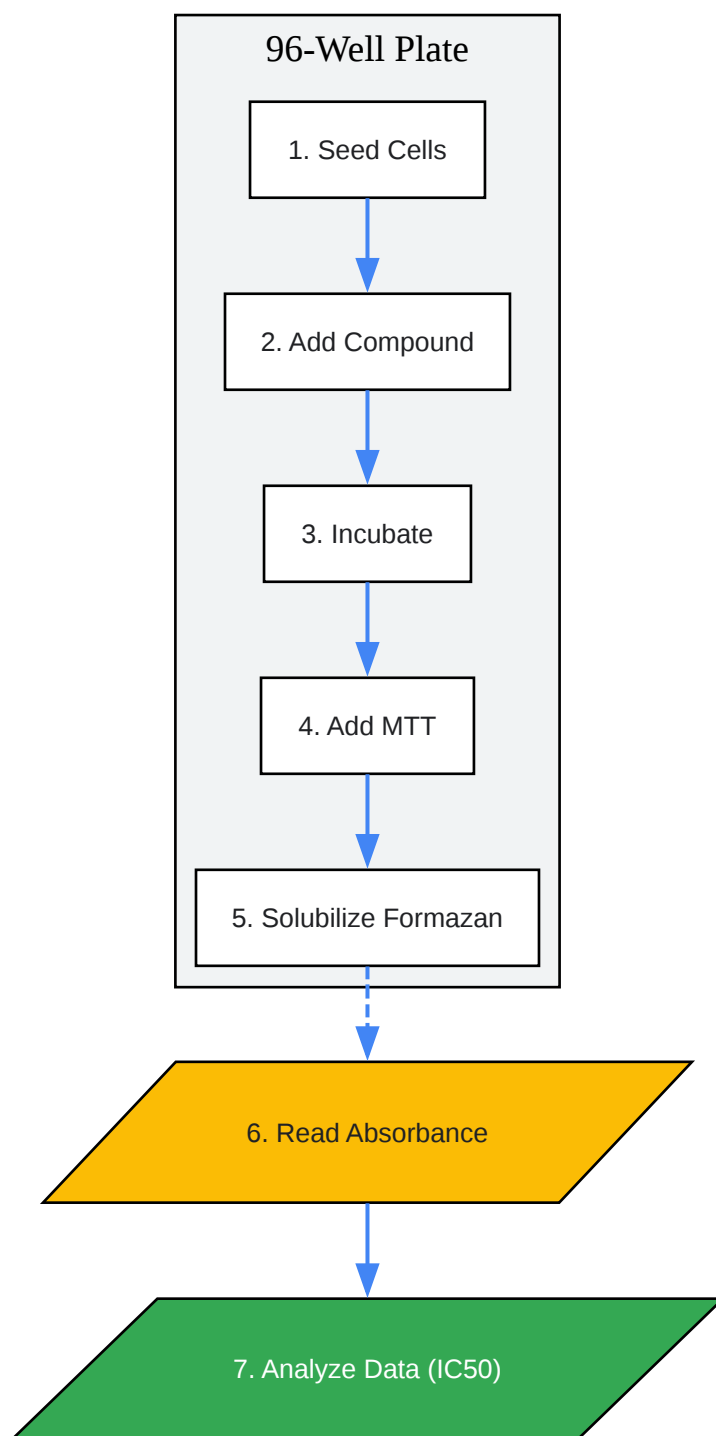 96-Well Plate
1. Seed Cells
2. Add Compound
3. Incubate
4. Add MTT
5. Solubilize Formazan
6. Read Absorbance
7. Analyze Data (IC50)